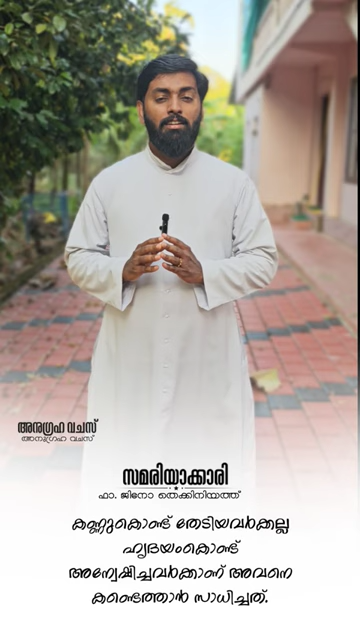 അനുഗ്രഹ വചസ്
അനുഗ്രഹ വചസ്
സമരിയാക്കാരി
ഫാ. ജിനോ തെക്കിനിയത്ത്
കണ്ണുകൊണ്ട് തേടിയവർക്കല്ല
ഹൃദയംകൊണ്ട്
അന്വേഷിച്ചവർക്കാണ് അവനെ
കണ്ടെത്താൻ സാധിച്ചത്.